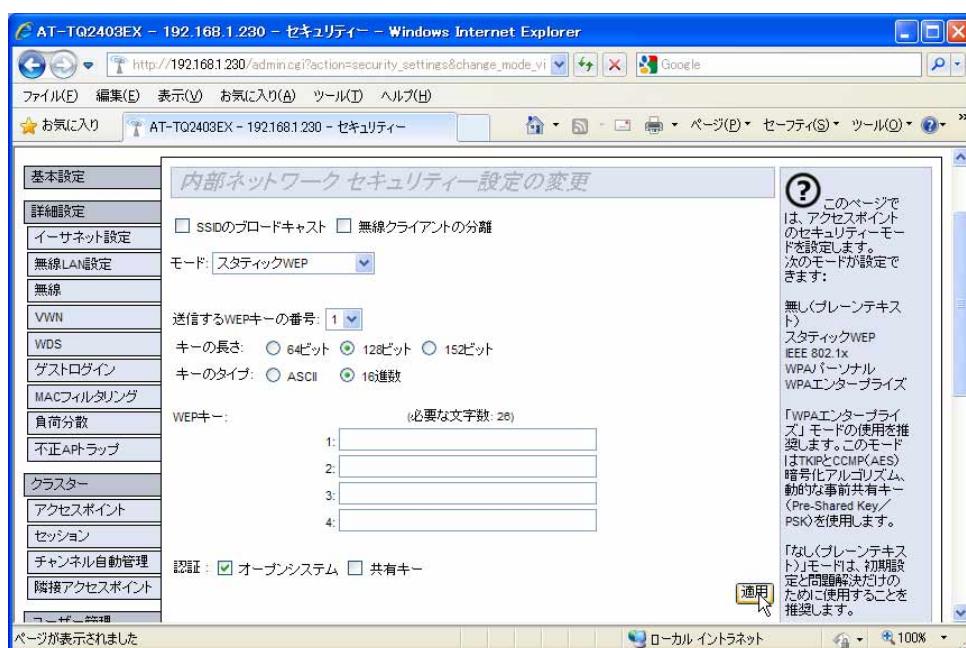 AT-TQ2403EX - 192.168.1.230 - セキュリティー - Windows Internet Explorer
http://192.168.1.230/admin.cgi?action=security_settings&change_mode_vi
Google
ファイル(F) 編集(E) 表示(V) お気に入り(A) ツール(T) ヘルプ(H)
お気に入り
AT-TQ2403EX - 192.168.1.230 - セキュリティー
ページ(P) セーフティ(S) ツール(O)
基本設定
詳細設定
イーサネット設定
無線LAN設定
無線
VWN
WDS
ゲストログイン
MACフィルタリング
負荷分散
不正APトラップ
クラスター
アクセスポイント
セッション
チャンネル自動管理
隣接アクセスポイント
ユーザー管理
内部ネットワーク セキュリティー設定の変更
SSIDのブロードキャスト 無線クライアントの分離
モード: スタティックWEP
送信するWEPキーの番号: 1
キーの長さ: 64ビット 128ビット 152ビット
キーのタイプ: ASCII 16進数
WEPキー: (必要な文字数: 26)
1:
2:
3:
4:
認証: オープンシステム 共有キー
適用
?
このページで
は、アクセスポイント
のセキュリティーモー
ドを設定します。
次のモードが設定で
きます:
無し(プレーンテキス
ト)
スタティックWEP
IEEE 802.1x
WPAパーソナル
WPAエンタープライズ
「WPAエンタープライ
ズ」モードの使用を推
奨します。このモード
はTKIPとCCMP(AES)
暗号化アルゴリズム、
動的な事前共有キー
(Pre-Shared Key/
PSK)を使用します。
「なし(プレーンテキス
ト)」モードは、初期設
定と問題解決だけの
ために使用することを
推奨します。
ページが表示されました
ローカル イントラネット
100%